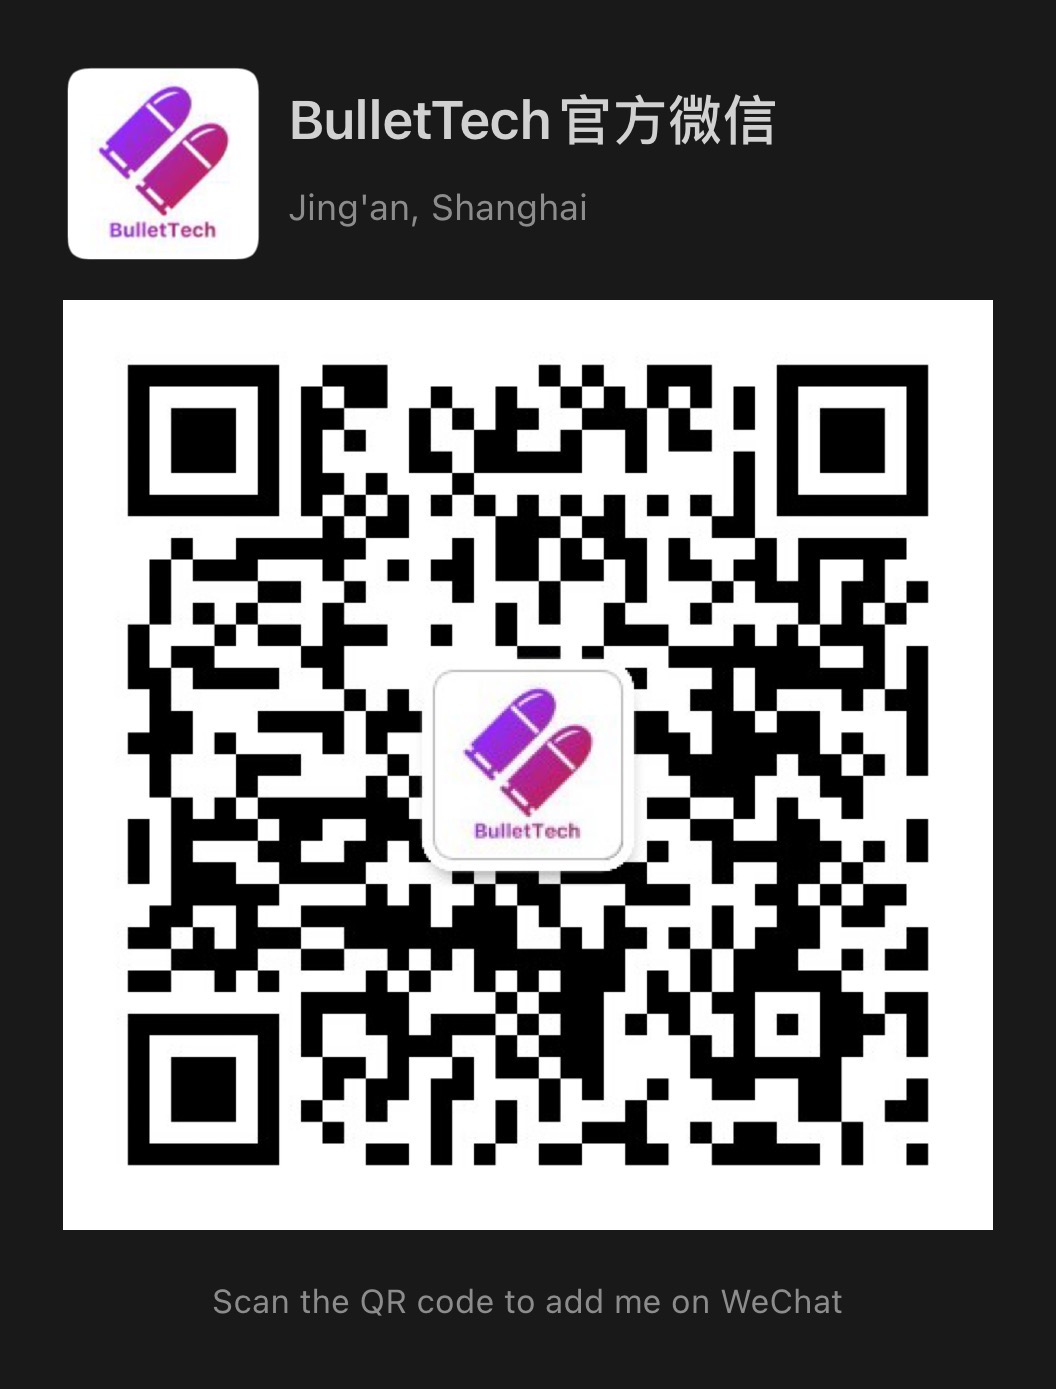 BulletTech
BulletTech官方微信
Jing'an, Shanghai
BulletTech
Scan the QR code to add me on WeChat